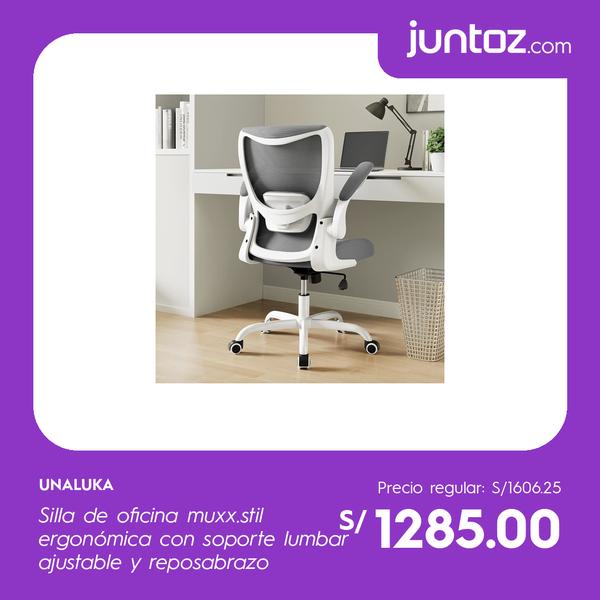 juntoz.com
UNALUKA
Silla de oficina muxx.stil
ergonómica con soporte lumbar
ajustable y reposabrazo
Precio regular: S/1606.25
S/ 1285.00